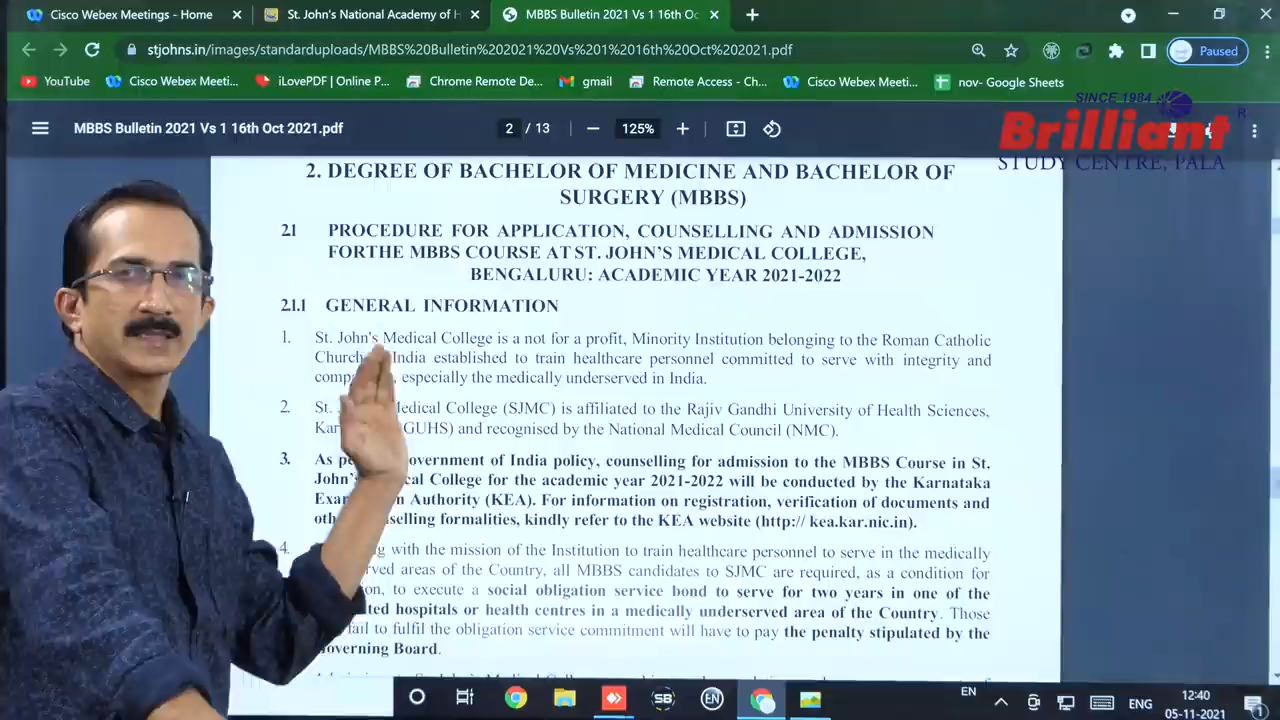 Cisco Webex Meetings - Home
St. John's National Academy of H
MBBS Bulletin 2021 Vs 1 16th Oc
stjohns.in/images/standarduploads/MBBS%20Bulletin%202021%20Vs%201%2016th%20Oct%202021.pdf
Paused
YouTube
Cisco Webex Meeti...
iLovePDF | Online P...
Chrome Remote De...
gmail
Remote Access - Ch...
Cisco Webex Meeti...
nov- Google Sheets
SINCE 1984
Brilliant
®
STUDY CENTRE, PALA
MBBS Bulletin 2021 Vs 1 16th Oct 2021.pdf
2 / 13
125%
2. DEGREE OF BACHELOR OF MEDICINE AND BACHELOR OF
SURGERY (MBBS)
2.1 PROCEDURE FOR APPLICATION, COUNSELLING AND ADMISSION
FORTHE MBBS COURSE AT ST. JOHN'S MEDICAL COLLEGE,
BENGALURU: ACADEMIC YEAR 2021-2022
2.1.1 GENERAL INFORMATION
1. St. John's Medical College is a not for a profit, Minority Institution belonging to the Roman Catholic
Church India established to train healthcare personnel committed to serve with integrity and
especially the medically underserved in India.
2. St. Medical College (SJMC) is affiliated to the Rajiv Gandhi University of Health Sciences,
GUHS) and recognised by the National Medical Council (NMC).
3. As Government of India policy, counselling for admission to the MBBS Course in St.
John's College for the academic year 2021-2022 will be conducted by the Karnataka
Authority (KEA). For information on registration, verification of documents and
formalities, kindly refer to the KEA website (http:// kea.kar.nic.in).
4. with the mission of the Institution to train healthcare personnel to serve in the medically
areas of the Country, all MBBS candidates to SJMC are required, as a condition for
to execute a social obligation service bond to serve for two years in one of the
hospitals or health centres in a medically underserved area of the Country. Those
fail to fulfil the obligation service commitment will have to pay the penalty stipulated by the
Governing Board.
EN
SB
EN
ENG
12:40
05-11-2021
1